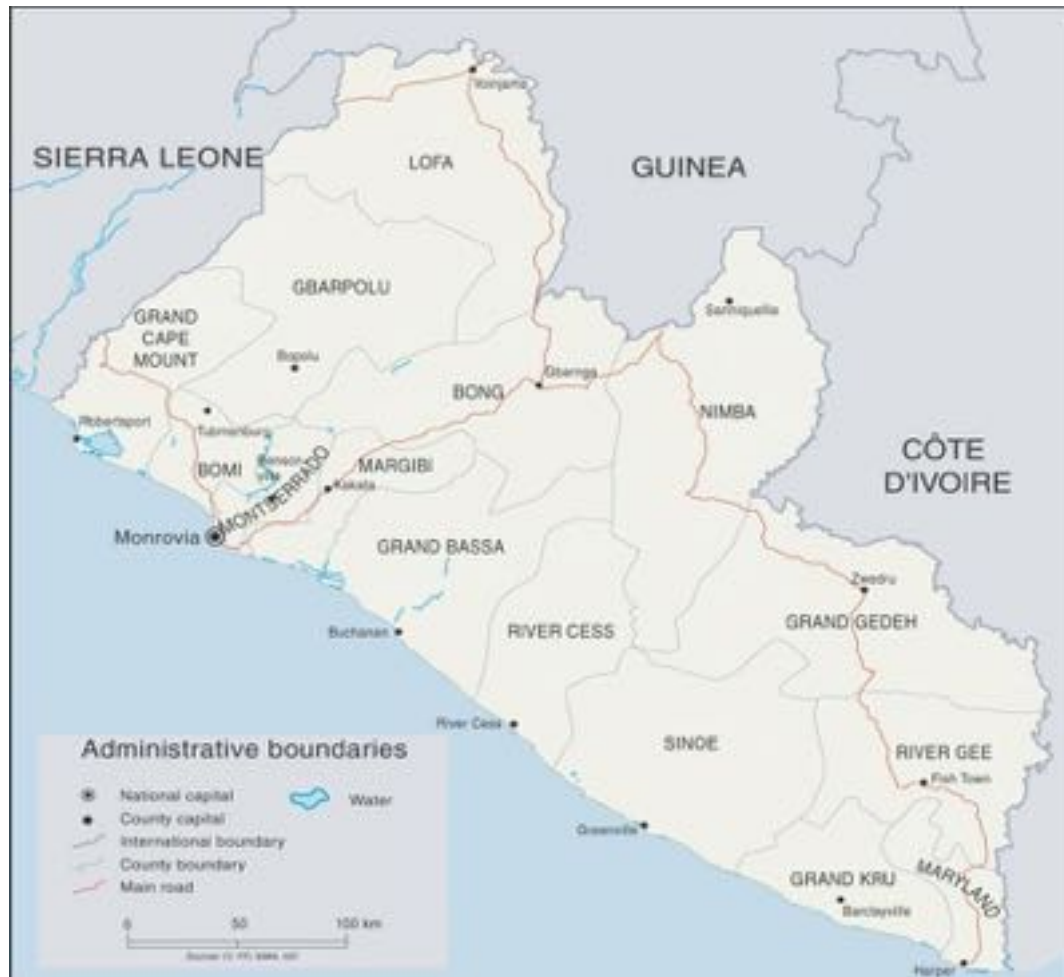 Voinjama
LOFA
SIERRA LEONE
GUINEA
GBARPOLU
GRAND
CAPE
MOUNT
Sanniquellie
Bopolu
Gbarnga
BONG
NIMBA
Robertsport
Tubmanburg
CÔTE
D'IVOIRE
BOMI
MONTSERRADO
MARGIBI
Kakata
Monrovia
GRAND BASSA
Zwedru
GRAND GEDEH
Buchanan
RIVER CESS
River Cess
SINOE
RIVER GEE
Fish Town
Greenville
GRAND KRU
MARYLAND
Barclayville
Harper
Administrative boundaries
National capital
Water
County capital
International boundary
County boundary
Main road
0 50 100 km